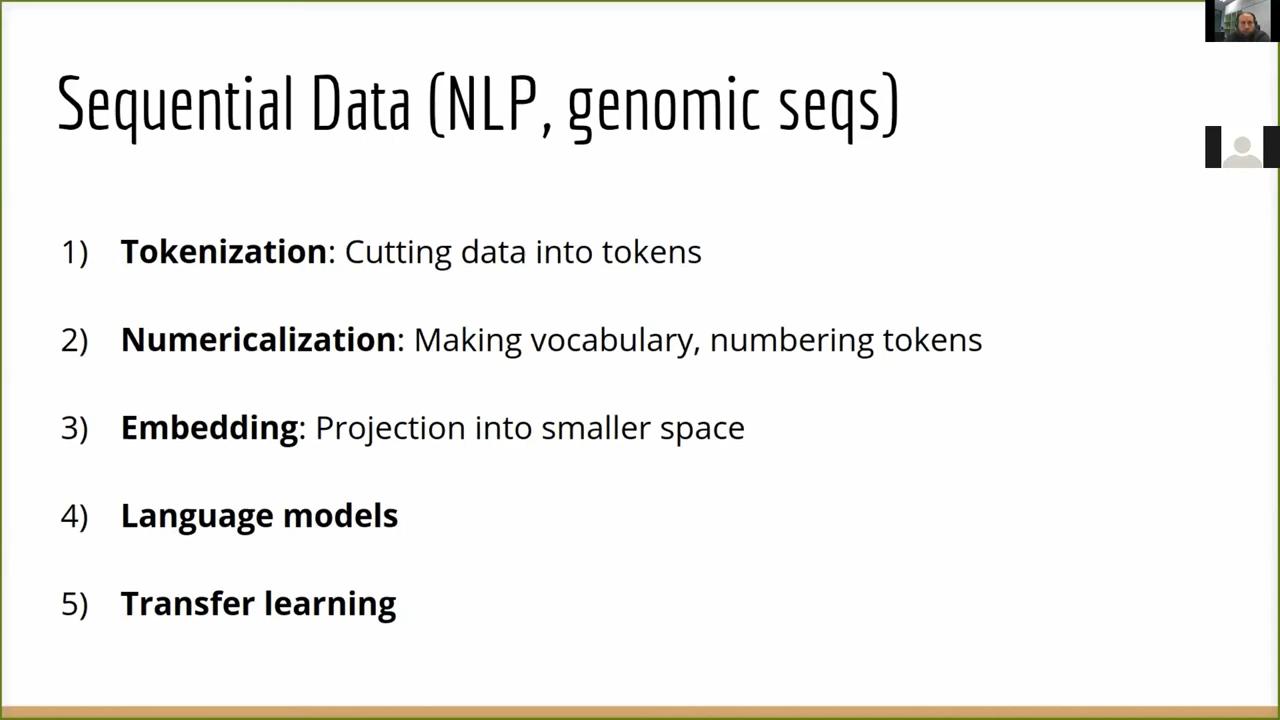 Sequential Data (NLP, genomic seqs)
1) Tokenization: Cutting data into tokens
2) Numericalization: Making vocabulary, numbering tokens
3) Embedding: Projection into smaller space
4) Language models
5) Transfer learning